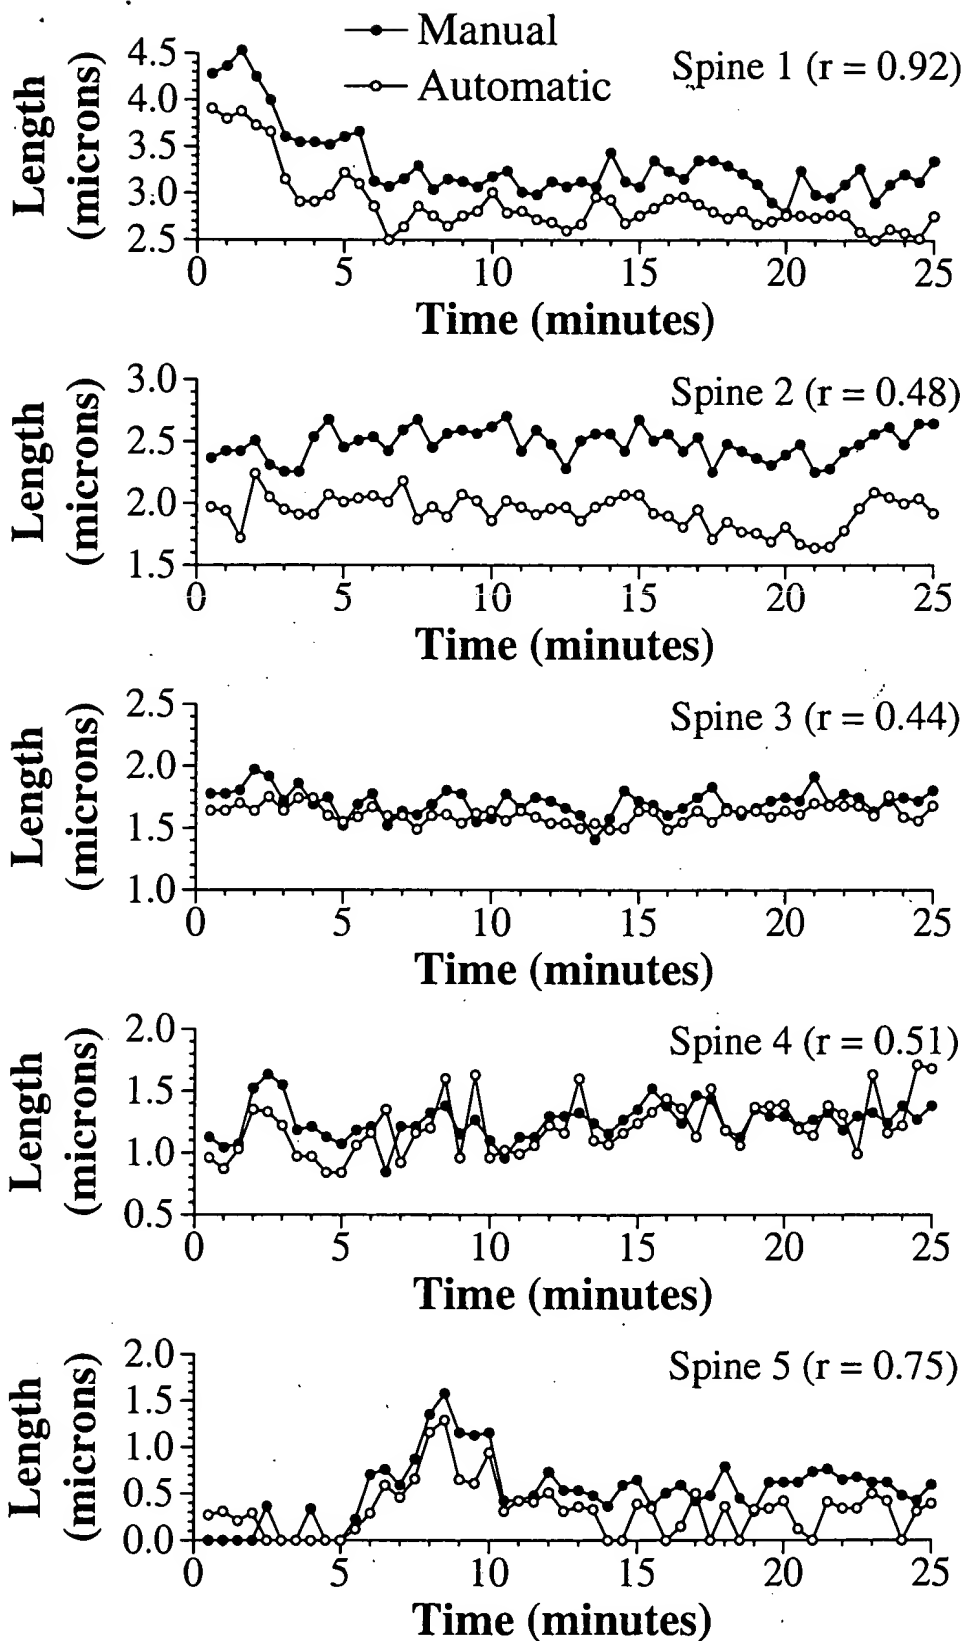 Manual
Automatic
Spine 1 (r = 0.92)
Length
(microns)
4.5
4.0
3.5
3.0
2.5
0 5 10 15 20 25
Time (minutes)
Spine 2 (r = 0.48)
Length
(microns)
3.0
2.5
2.0
1.5
0 5 10 15 20 25
Time (minutes)
Spine 3 (r = 0.44)
Length
(microns)
2.5
2.0
1.5
1.0
0 5 10 15 20 25
Time (minutes)
Spine 4 (r = 0.51)
Length
(microns)
2.0
1.5
1.0
0.5
0 5 10 15 20 25
Time (minutes)
Spine 5 (r = 0.75)
Length
(microns)
2.0
1.5
1.0
0.5
0.0
0 5 10 15 20 25
Time (minutes)